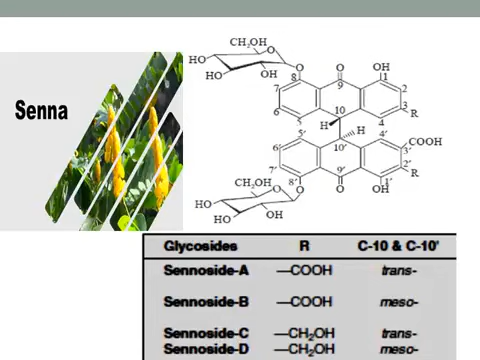 Senna
CH₂OH
HO
HO
OH
O
O
8
7
6
5
O
9
10
OH
1
2
3
4
R
H
H
10'
5'
6'
7'
8'
O
9'
4'
3'
COOH
2'
R
1'
OH
CH₂OH
HO
HO
OH
O
O
Glycosides R C-10 & C-10'
Sennoside-A —COOH trans-
Sennoside-B —COOH meso-
Sennoside-C —CH₂OH trans-
Sennoside-D —CH₂OH meso-